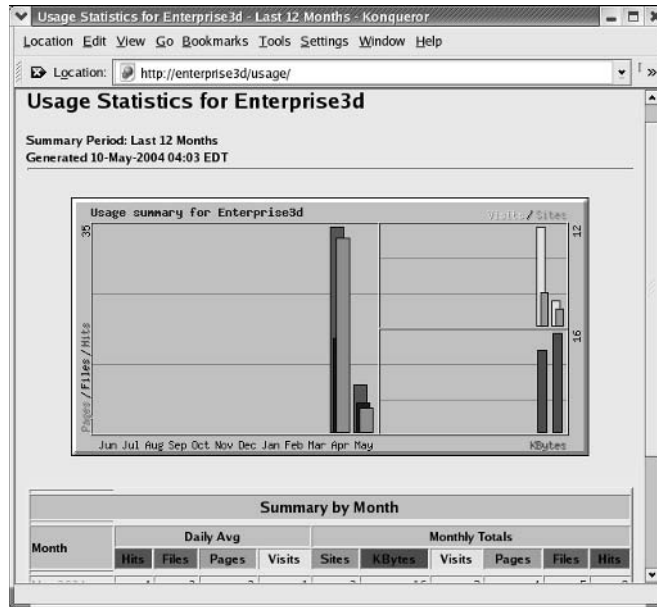 Usage Statistics for Enterprise3d - Last 12 Months - Konqueror
Location Edit View Go Bookmarks Tools Settings Window Help
Location: http://enterprise3d/usage/
Usage Statistics for Enterprise3d
Summary Period: Last 12 Months
Generated 10-May-2004 04:03 EDT
Usage summary for Enterprise3d
Visits/Sites
35
12
16
Pages/Files/Hits
Jun Jul Aug Sep Oct Nov Dec Jan Feb Mar Apr May
KBytes
Summary by Month
Month
Daily Avg
Monthly Totals
Hits Files Pages Visits Sites KBytes Visits Pages Files Hits